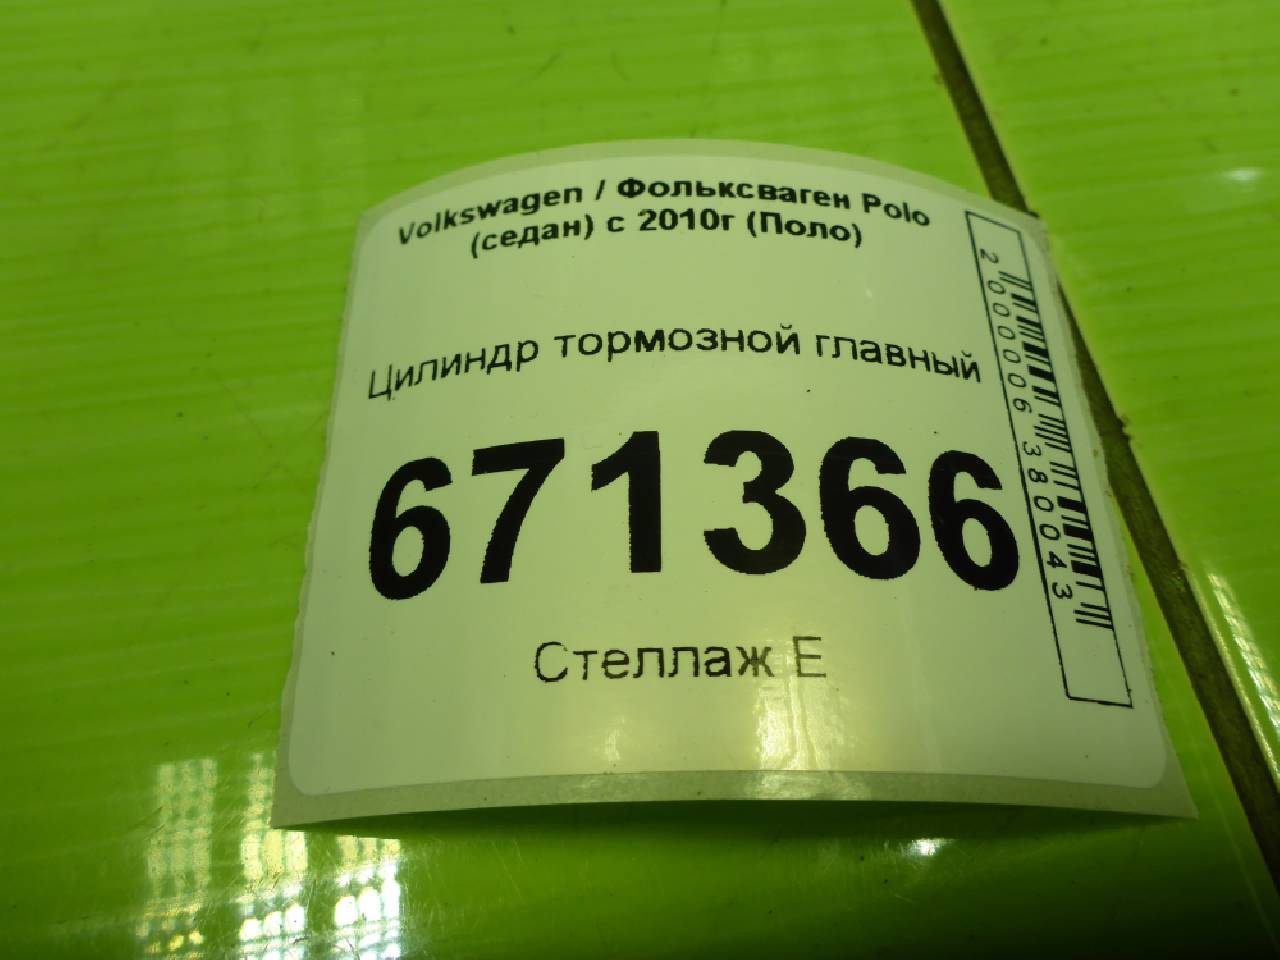 Volkswagen / Фольксваген Polo
(седан) с 2010г (Поло)
Цилиндр тормозной главный
671366
Стеллаж Е
2000006380043